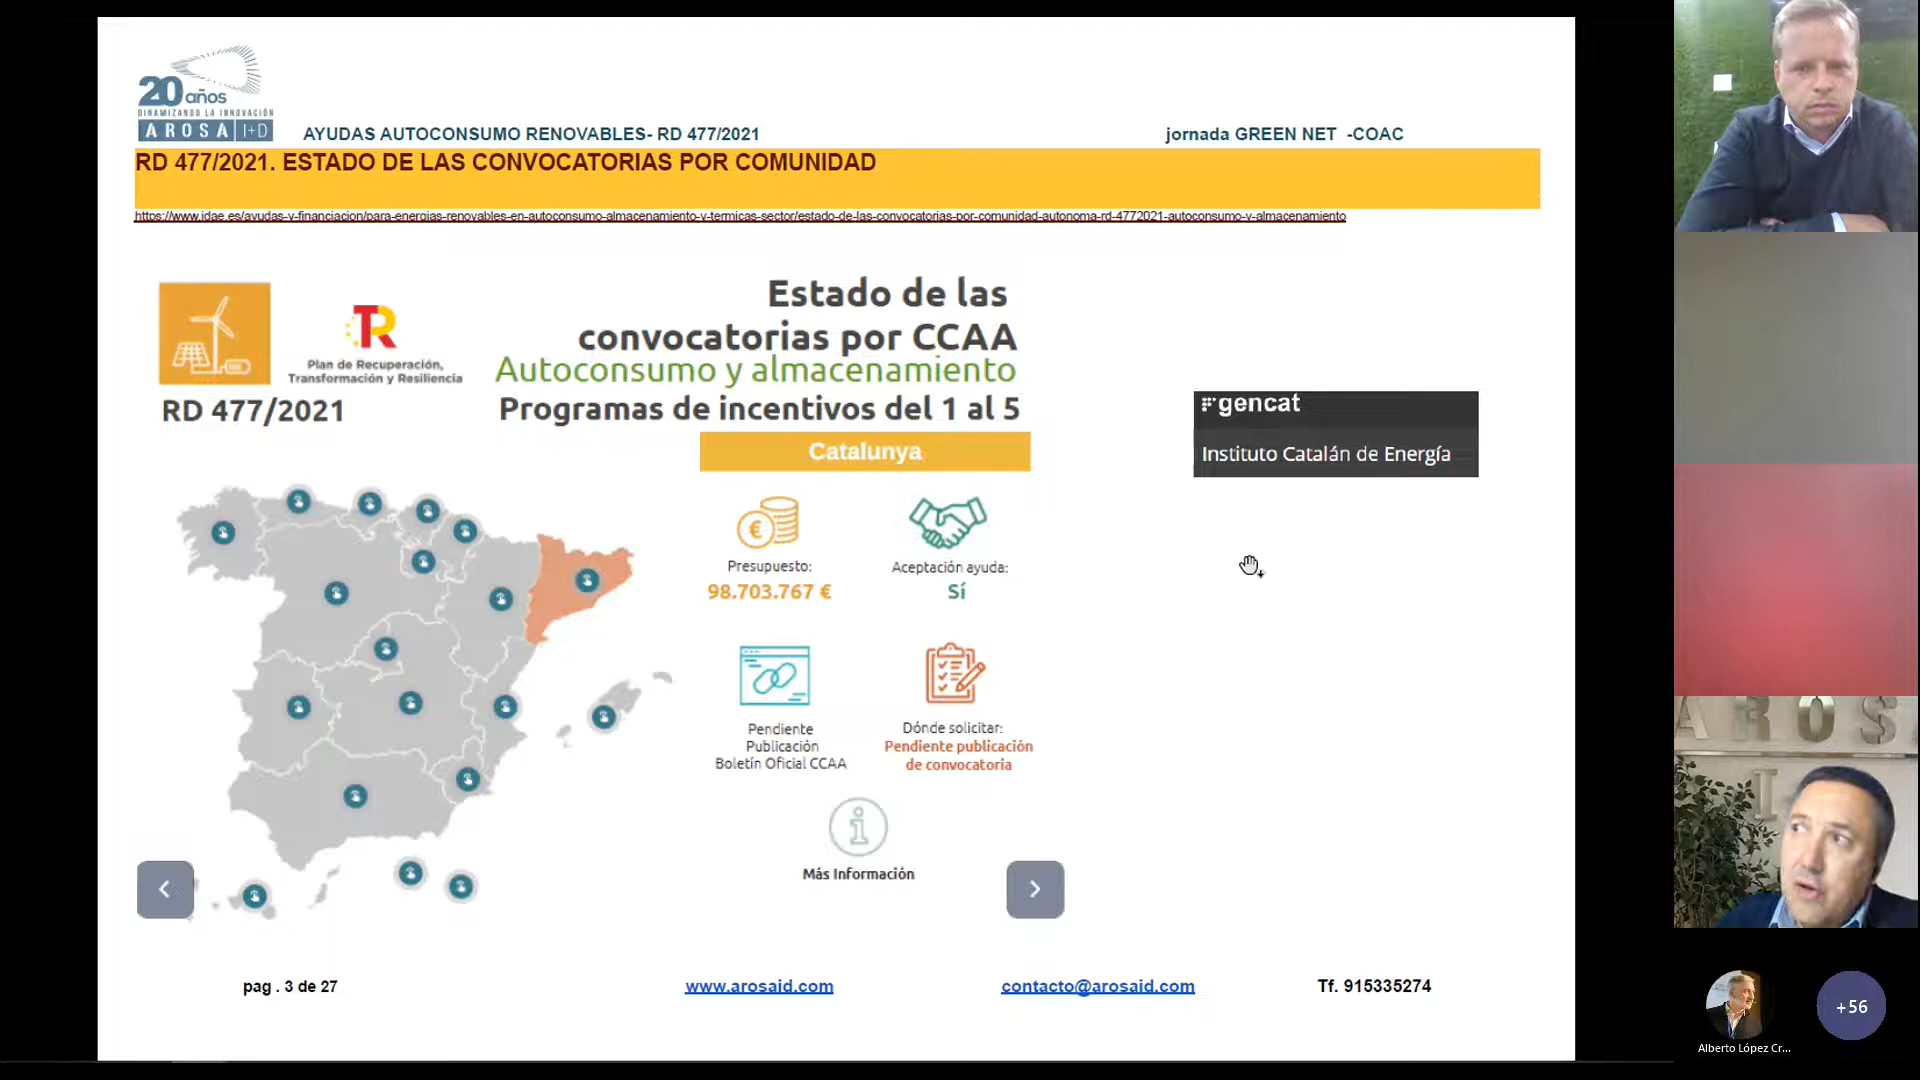 20 años
DINAMIZANDO LA INNOVACIÓN
AROSA I+D
AYUDAS AUTOCONSUMO RENOVABLES- RD 477/2021
jornada GREEN NET -COAC
RD 477/2021. ESTADO DE LAS CONVOCATORIAS POR COMUNIDAD
https://www.idae.es/ayudas-y-financiacion/para-energias-renovables-en-autoconsumo-almacenamiento-y-termicas-sector/estado-de-las-convocatorias-por-comunidad-autonoma-rd-4772021-autoconsumo-y-almacenamiento
TR
Plan de Recuperación,
Transformación y Resiliencia
RD 477/2021
Estado de las
convocatorias por CCAA
Autoconsumo y almacenamiento
Programas de incentivos del 1 al 5
gencat
Instituto Catalán de Energía
Catalunya
Presupuesto:
98.703.767 €
Aceptación ayuda:
Sí
Pendiente
Publicación
Boletín Oficial CCAA
Dónde solicitar:
Pendiente publicación
de convocatoria
Más Información
pag . 3 de 27
www.arosaid.com
contacto@arosaid.com
Tf. 915335274
AROS
I
Alberto López Cr...
+56